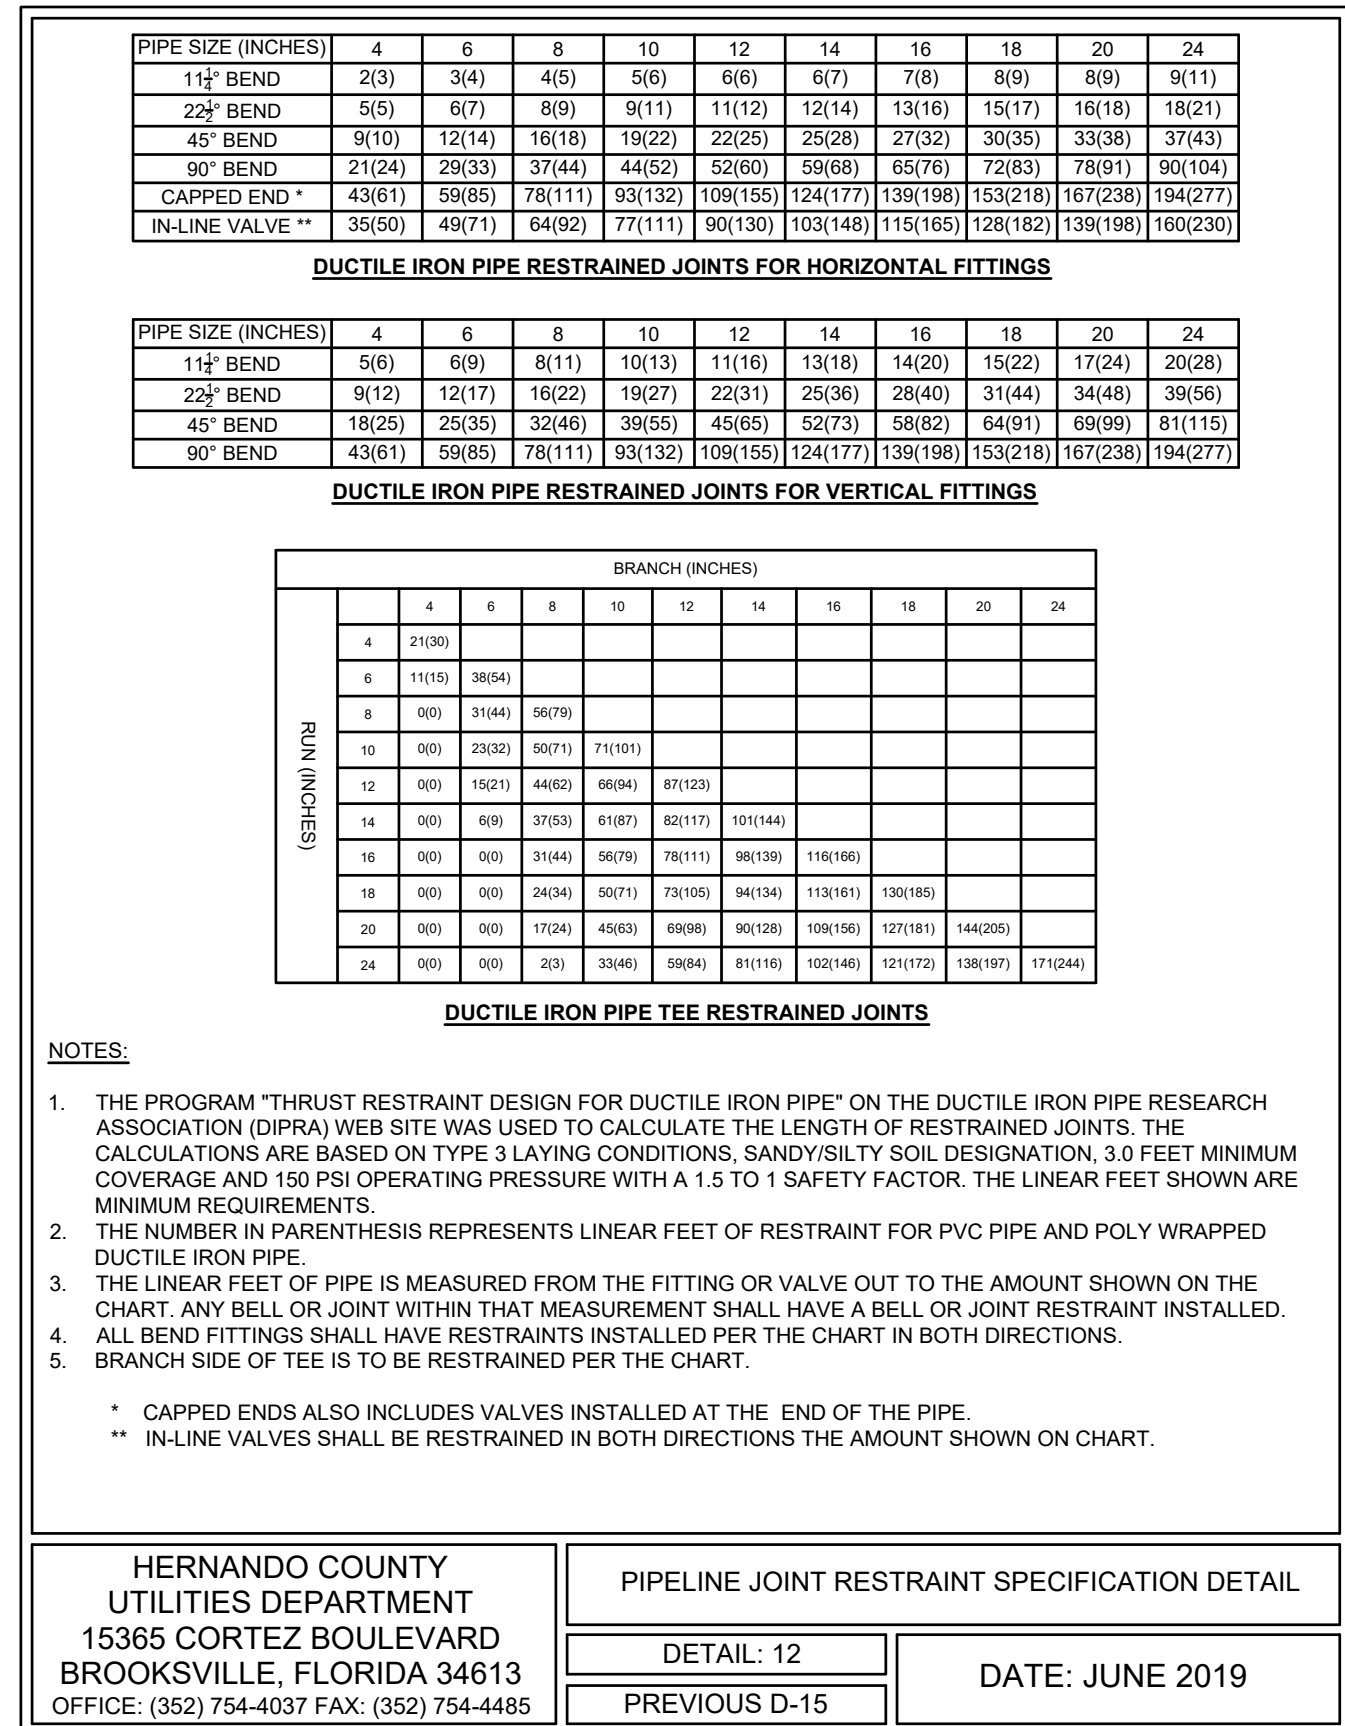 PIPE SIZE (INCHES) 4 6 8 10 12 14 16 18 20 24
11 1/4° BEND 2(3) 3(4) 4(5) 5(6) 6(6) 6(7) 7(8) 8(9) 8(9) 9(11)
22 1/2° BEND 5(5) 6(7) 8(9) 9(11) 11(12) 12(14) 13(16) 15(17) 16(18) 18(21)
45° BEND 9(10) 12(14) 16(18) 19(22) 22(25) 25(28) 27(32) 30(35) 33(38) 37(43)
90° BEND 21(24) 29(33) 37(44) 44(52) 52(60) 59(68) 65(76) 72(83) 78(91) 90(104)
CAPPED END * 43(61) 59(85) 78(111) 93(132) 109(155) 124(177) 139(198) 153(218) 167(238) 194(277)
IN-LINE VALVE ** 35(50) 49(71) 64(92) 77(111) 90(130) 103(148) 115(165) 128(182) 139(198) 160(230)
DUCTILE IRON PIPE RESTRAINED JOINTS FOR HORIZONTAL FITTINGS
PIPE SIZE (INCHES) 4 6 8 10 12 14 16 18 20 24
11 1/4° BEND 5(6) 6(9) 8(11) 10(13) 11(16) 13(18) 14(20) 15(22) 17(24) 20(28)
22 1/2° BEND 9(12) 12(17) 16(22) 19(27) 22(31) 25(36) 28(40) 31(44) 34(48) 39(56)
45° BEND 18(25) 25(35) 32(46) 39(55) 45(65) 52(73) 58(82) 64(91) 69(99) 81(115)
90° BEND 43(61) 59(85) 78(111) 93(132) 109(155) 124(177) 139(198) 153(218) 167(238) 194(277)
DUCTILE IRON PIPE RESTRAINED JOINTS FOR VERTICAL FITTINGS
BRANCH (INCHES)
RUN (INCHES)
4 6 8 10 12 14 16 18 20 24
4 21(30)
6 11(15) 38(54)
8 0(0) 31(44) 56(79)
10 0(0) 23(32) 50(71) 71(101)
12 0(0) 15(21) 44(62) 66(94) 87(123)
14 0(0) 6(9) 37(53) 61(87) 82(117) 101(144)
16 0(0) 0(0) 31(44) 56(79) 78(111) 98(139) 116(166)
18 0(0) 0(0) 24(34) 50(71) 73(105) 94(134) 113(161) 130(185)
20 0(0) 0(0) 17(24) 45(63) 69(98) 90(128) 109(156) 127(181) 144(205)
24 0(0) 0(0) 2(3) 33(46) 59(84) 81(116) 102(146) 121(172) 138(197) 171(244)
DUCTILE IRON PIPE TEE RESTRAINED JOINTS
NOTES:
1. THE PROGRAM "THRUST RESTRAINT DESIGN FOR DUCTILE IRON PIPE" ON THE DUCTILE IRON PIPE RESEARCH
ASSOCIATION (DIPRA) WEB SITE WAS USED TO CALCULATE THE LENGTH OF RESTRAINED JOINTS. THE
CALCULATIONS ARE BASED ON TYPE 3 LAYING CONDITIONS, SANDY/SILTY SOIL DESIGNATION, 3.0 FEET MINIMUM
COVERAGE AND 150 PSI OPERATING PRESSURE WITH A 1.5 TO 1 SAFETY FACTOR. THE LINEAR FEET SHOWN ARE
MINIMUM REQUIREMENTS.
2. THE NUMBER IN PARENTHESIS REPRESENTS LINEAR FEET OF RESTRAINT FOR PVC PIPE AND POLY WRAPPED
DUCTILE IRON PIPE.
3. THE LINEAR FEET OF PIPE IS MEASURED FROM THE FITTING OR VALVE OUT TO THE AMOUNT SHOWN ON THE
CHART. ANY BELL OR JOINT WITHIN THAT MEASUREMENT SHALL HAVE A BELL OR JOINT RESTRAINT INSTALLED.
4. ALL BEND FITTINGS SHALL HAVE RESTRAINTS INSTALLED PER THE CHART IN BOTH DIRECTIONS.
5. BRANCH SIDE OF TEE IS TO BE RESTRAINED PER THE CHART.
* CAPPED ENDS ALSO INCLUDES VALVES INSTALLED AT THE END OF THE PIPE.
** IN-LINE VALVES SHALL BE RESTRAINED IN BOTH DIRECTIONS THE AMOUNT SHOWN ON CHART.
HERNANDO COUNTY
UTILITIES DEPARTMENT
15365 CORTEZ BOULEVARD
BROOKSVILLE, FLORIDA 34613
OFFICE: (352) 754-4037 FAX: (352) 754-4485
PIPELINE JOINT RESTRAINT SPECIFICATION DETAIL
DETAIL: 12
PREVIOUS D-15
DATE: JUNE 2019